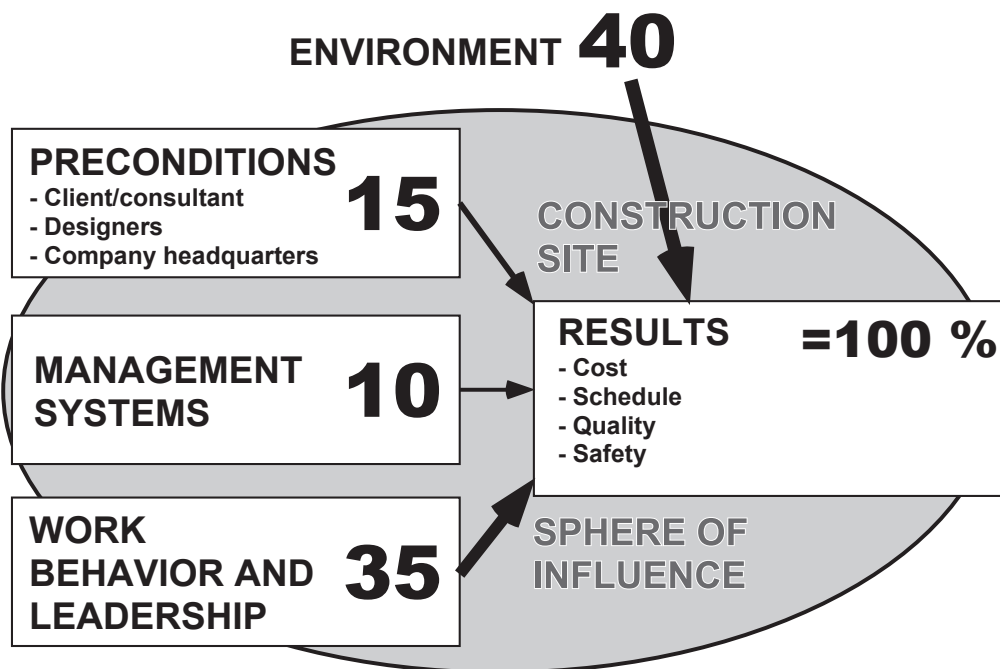 ENVIRONMENT 40
PRECONDITIONS
- Client/consultant
- Designers
- Company headquarters
15
CONSTRUCTION
SITE
MANAGEMENT
SYSTEMS
10
RESULTS
=100 %
- Cost
- Schedule
- Quality
- Safety
WORK
BEHAVIOR AND
LEADERSHIP
35
SPHERE OF
INFLUENCE